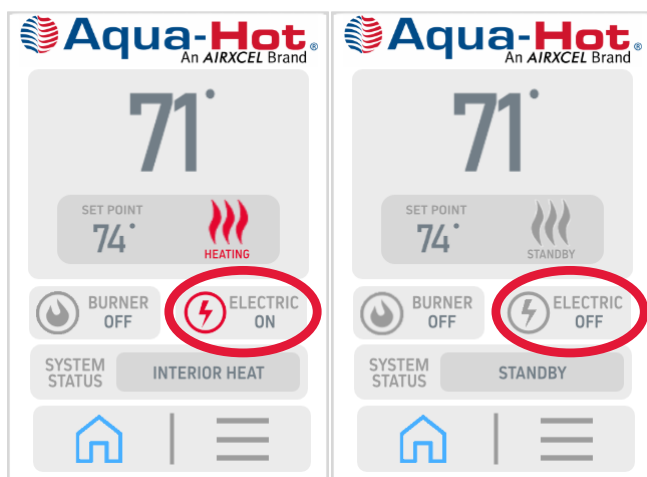 Aqua-Hot®
An AIRXCEL Brand
71°
SET POINT
74°
HEATING
BURNER
OFF
ELECTRIC
ON
SYSTEM
STATUS
INTERIOR HEAT
Aqua-Hot®
An AIRXCEL Brand
71°
SET POINT
74°
STANDBY
BURNER
OFF
ELECTRIC
OFF
SYSTEM
STATUS
STANDBY